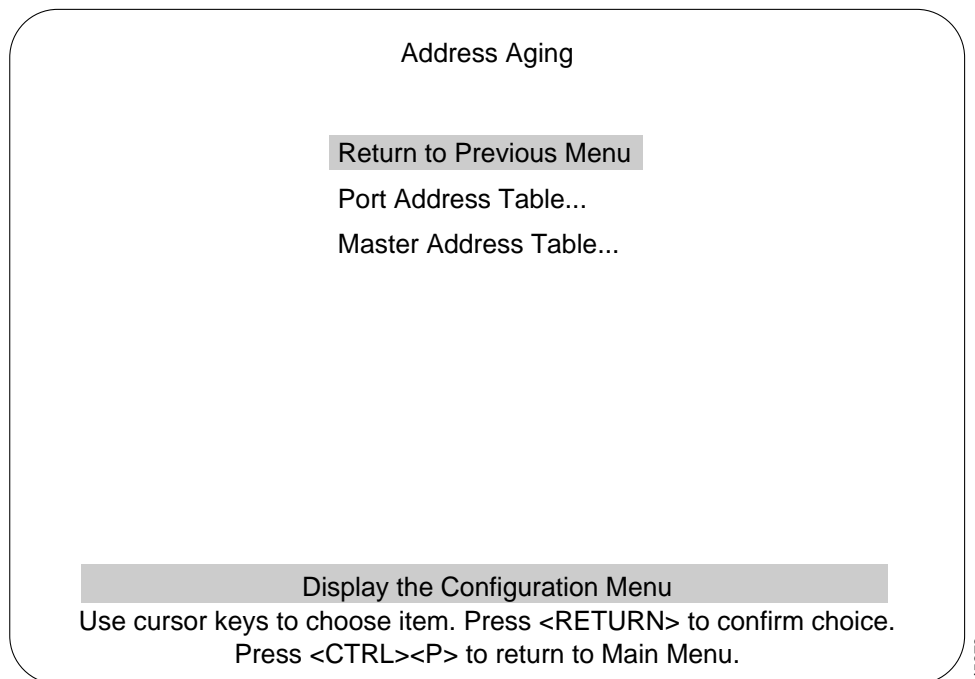 Address Aging
Return to Previous Menu
Port Address Table...
Master Address Table...
Display the Configuration Menu
Use cursor keys to choose item. Press <RETURN> to confirm choice.
Press <CTRL><P> to return to Main Menu.